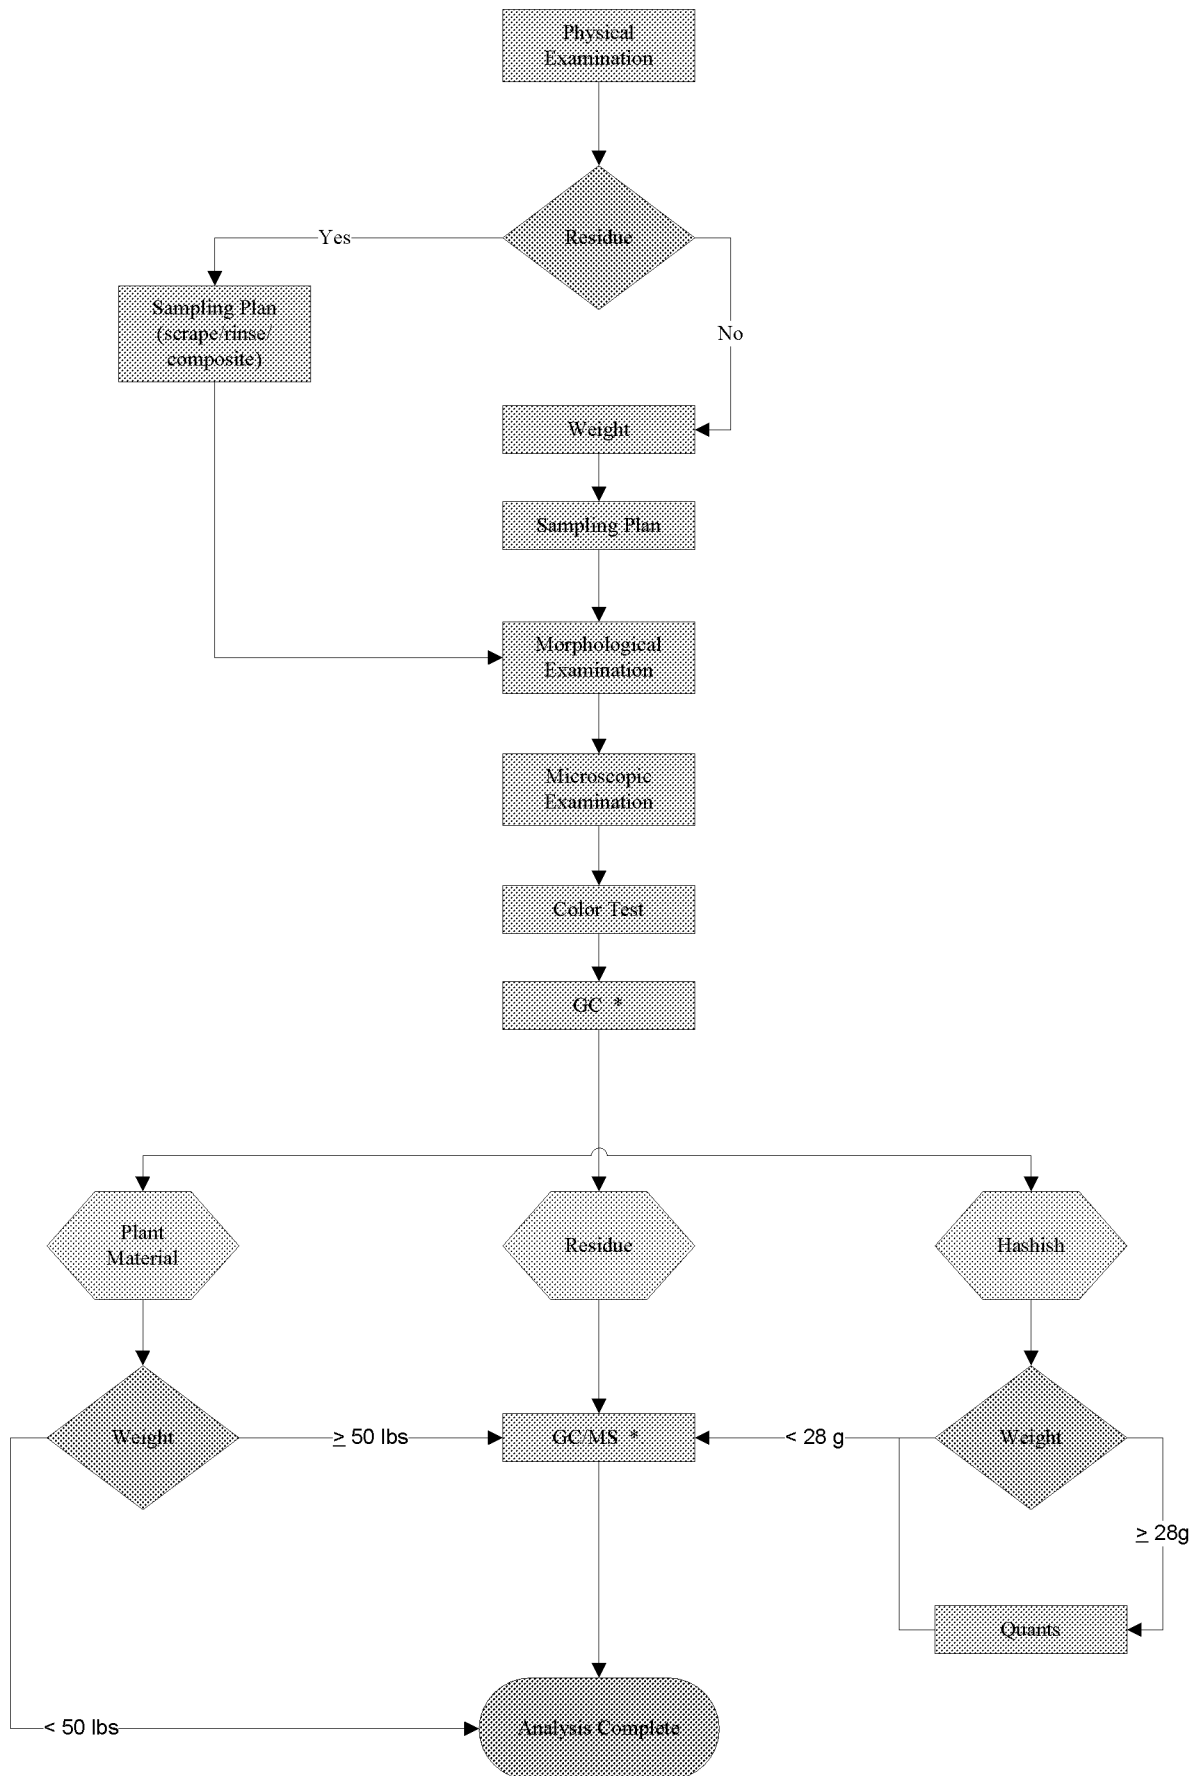 Physical
Examination
Residue
Yes
No
Sampling Plan
(scrape/rinse/
composite)
Weight
Sampling Plan
Morphological
Examination
Microscopic
Examination
Color Test
GC *
Plant
Material
Residue
Hashish
Weight
≥ 50 lbs
GC/MS *
< 28 g
Weight
≥ 28g
Quants
< 50 lbs
Analysis Complete